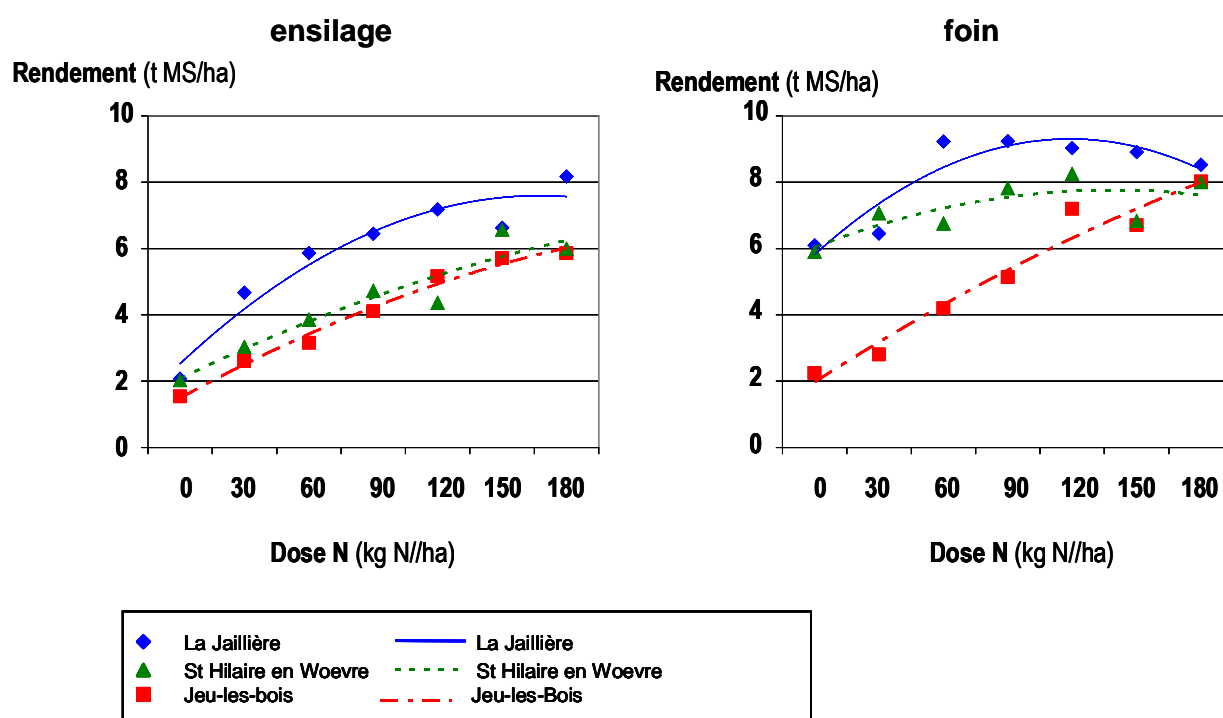 ensilage
Rendement (t MS/ha)
10
8
6
4
2
0
0 30 60 90 120 150 180
Dose N (kg N//ha)
foin
Rendement (t MS/ha)
10
8
6
4
2
0
0 30 60 90 120 150 180
Dose N (kg N//ha)
La Jaillière La Jaillière
St Hilaire en Woevre St Hilaire en Woevre
Jeu-les-bois Jeu-les-Bois